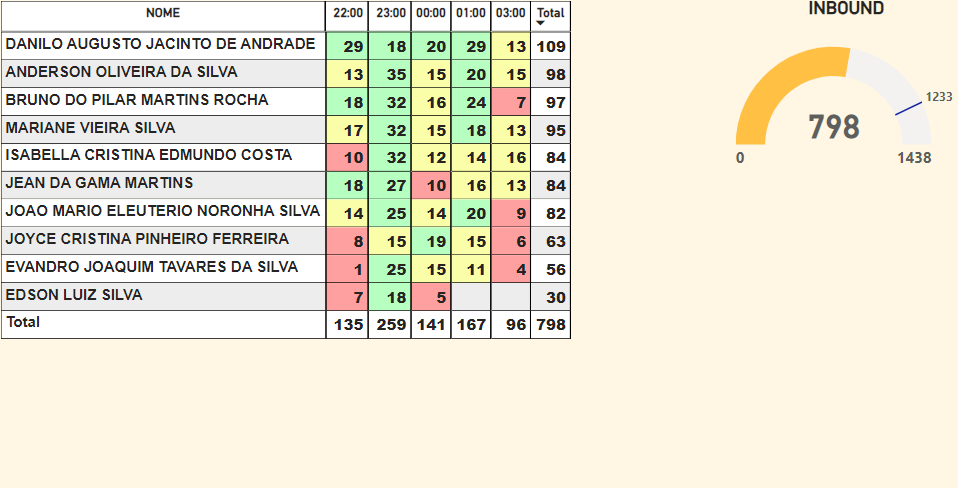 NOME 22:00 23:00 00:00 01:00 03:00 Total
DANILO AUGUSTO JACINTO DE ANDRADE 29 18 20 29 13 109
ANDERSON OLIVEIRA DA SILVA 13 35 15 20 15 98
BRUNO DO PILAR MARTINS ROCHA 18 32 16 24 7 97
MARIANE VIEIRA SILVA 17 32 15 18 13 95
ISABELLA CRISTINA EDMUNDO COSTA 10 32 12 14 16 84
JEAN DA GAMA MARTINS 18 27 10 16 13 84
JOAO MARIO ELEUTERIO NORONHA SILVA 14 25 14 20 9 82
JOYCE CRISTINA PINHEIRO FERREIRA 8 15 19 15 6 63
EVANDRO JOAQUIM TAVARES DA SILVA 1 25 15 11 4 56
EDSON LUIZ SILVA 7 18 5 30
Total 135 259 141 167 96 798
INBOUND
1233
798
0 1438